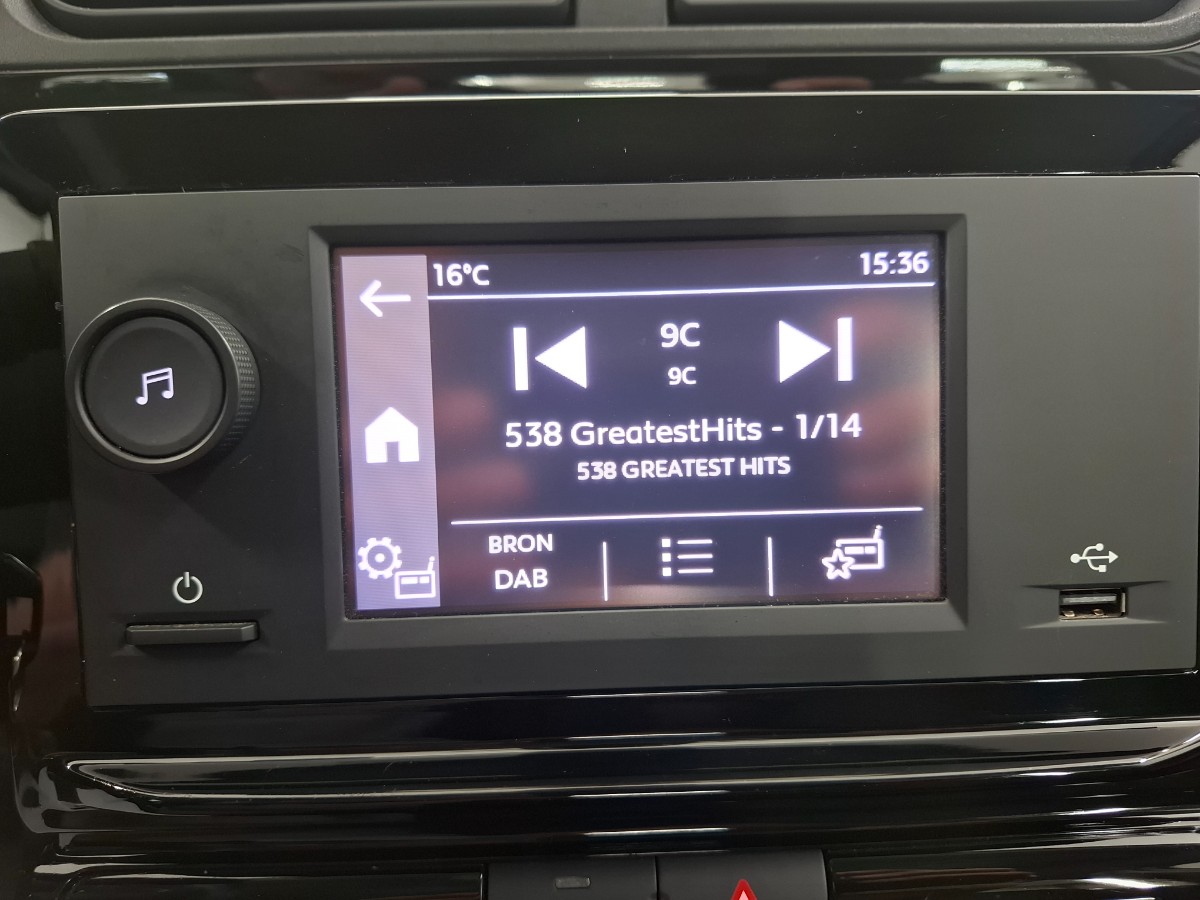 16°C 15:36
9C
9C
538 GreatestHits - 1/14
538 GREATEST HITS
BRON
DAB